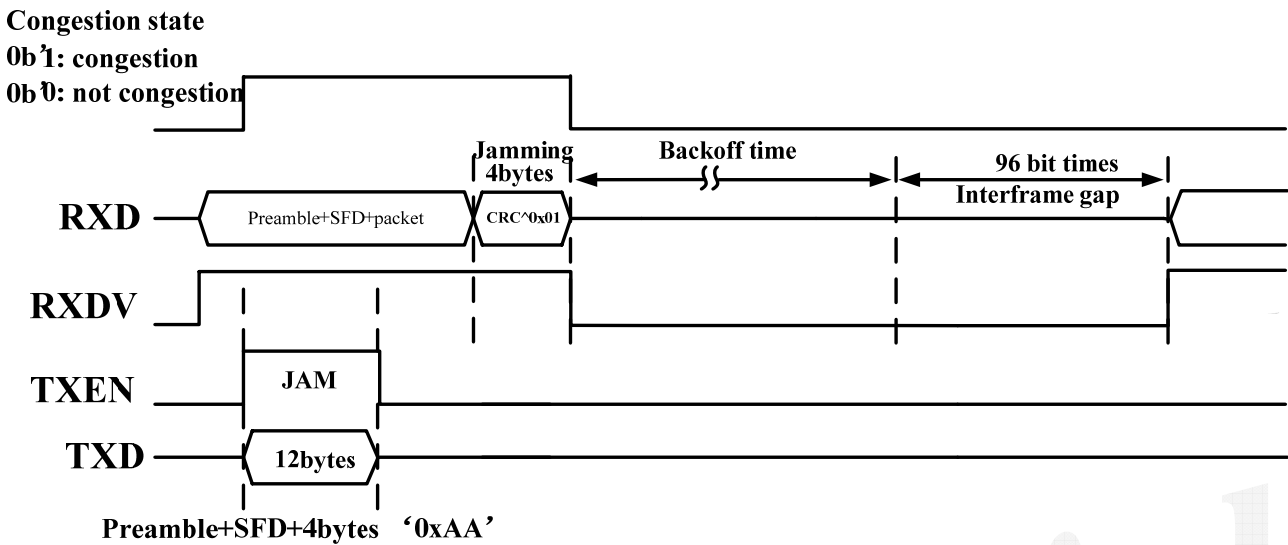 Congestion state
0b’1: congestion
0b’0: not congestion
Jamming
4bytes
Backoff time
96 bit times
Interframe gap
RXD
Preamble+SFD+packet
CRC^0x01
RXDV
TXEN
JAM
TXD
12bytes
Preamble+SFD+4bytes ‘0xAA’